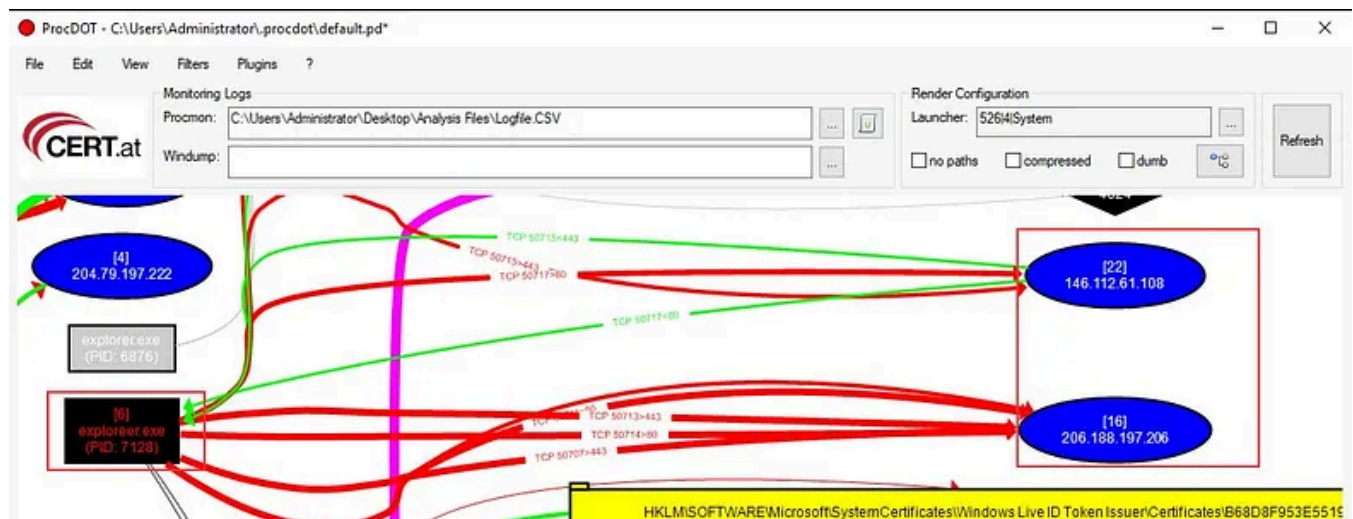 ProcDOT - C:\Users\Administrator\.procdot\default.pd*
File Edit View Filters Plugins ?
Monitoring Logs
Render Configuration
CERT.at
Procmon: C:\Users\Administrator\Desktop\Analysis Files\Logfile.CSV ...
Launcher: 526|4|System ...
Refresh
Windump: ...
no paths compressed dumb
TCP 50715<443
[4]
204.79.197.222
TCP 50715>443
TCP 50717>80
[22]
146.112.61.108
TCP 50717<80
explorer.exe
(PID: 6876)
[6]
exploreer.exe
(PID: 7128)
TCP 50713>443
TCP 50714>80
TCP 50707>443
[16]
206.188.197.206
HKLM\SOFTWARE\Microsoft\SystemCertificates\Windows Live ID Token Issuer\Certificates\B68D8F953E5519